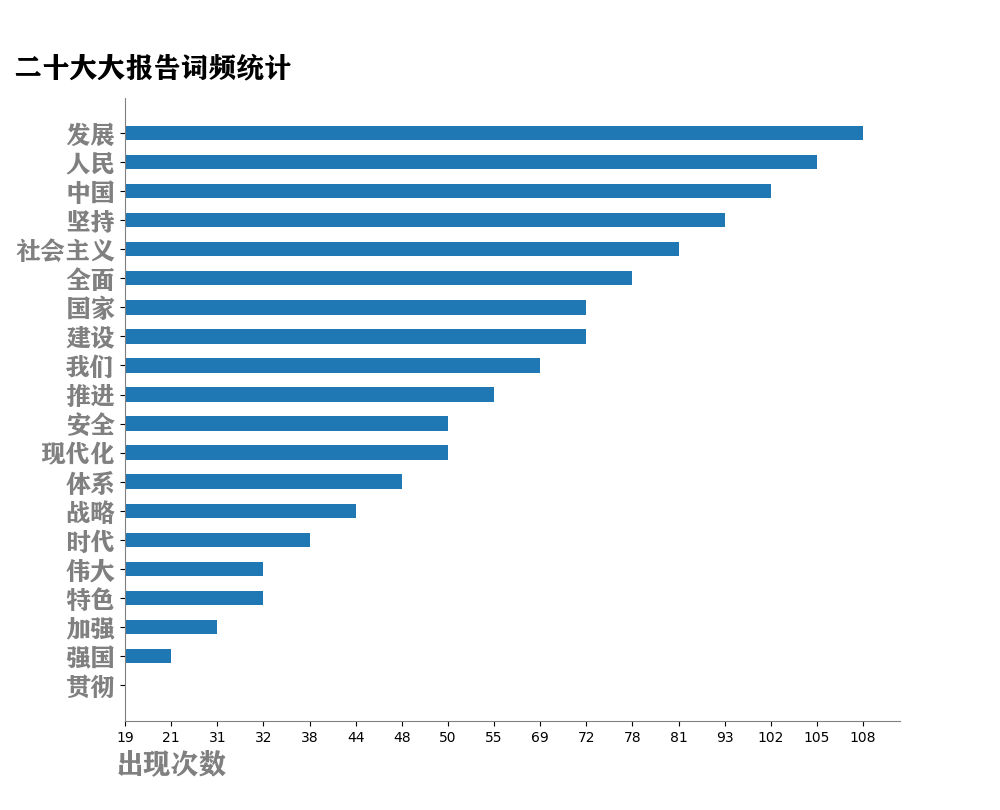 二十大大报告词频统计
发展
人民
中国
坚持
社会主义
全面
国家
建设
我们
推进
安全
现代化
体系
战略
时代
伟大
特色
加强
强国
贯彻
19 21 31 32 38 44 48 50 55 69 72 78 81 93 102 105 108
出现次数